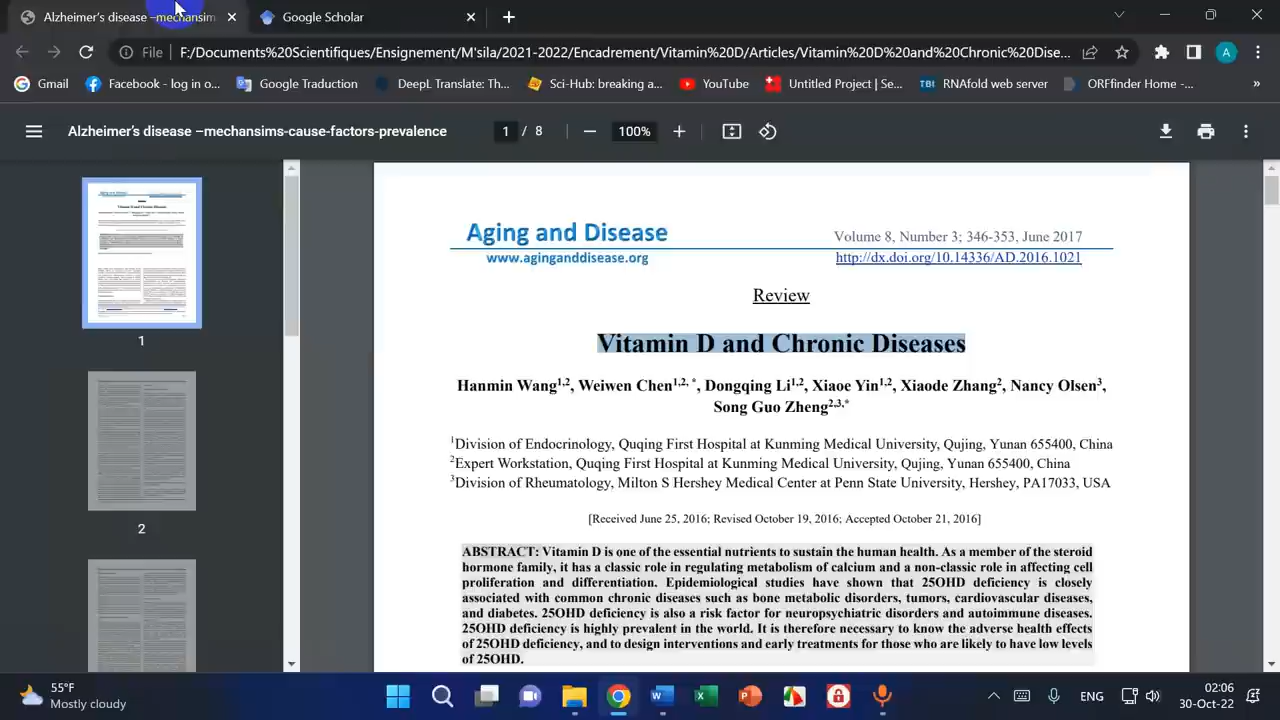 Alzheimer's disease –mechansims
Google Scholar
File
F:/Documents%20Scientifiques/Ensignement/M'sila/2021-2022/Encadrement/Vitamin%20D/Articles/Vitamin%20D%20and%20Chronic%20Dise...
A
Gmail
Facebook - log in o...
Google Traduction
DeepL Translate: Th...
Sci-Hub: breaking a...
YouTube
Untitled Project | Se...
RNAfold web server
ORFfinder Home -...
»
Alzheimer's disease –mechansims-cause-factors-prevalence
1 / 8
100%
1
2
Aging and Disease
Volume 8, Number 3; 346-353, June 2017
www.aginganddisease.org
http://dx.doi.org/10.14336/AD.2016.1021
Review
Vitamin D and Chronic Diseases
Hanmin Wang1,2, Weiwen Chen1,2, *, Dongqing Li1,2, Xiaoe Yin1,2, Xiaode Zhang2, Nancy Olsen3,
Song Guo Zheng2,3,*
1Division of Endocrinology, Quqing First Hospital at Kunming Medical University, Qujing, Yunan 655400, China
2Expert Workstation, Quqing First Hospital at Kunming Medical University, Qujing, Yunan 655400, China
3Division of Rheumatology, Milton S Hershey Medical Center at Penn State University, Hershey, PA17033, USA
[Received June 25, 2016; Revised October 19, 2016; Accepted October 21, 2016]
ABSTRACT: Vitamin D is one of the essential nutrients to sustain the human health. As a member of the steroid
hormone family, it has a classic role in regulating metabolism of calcium and a non-classic role in affecting cell
proliferation and differentiation. Epidemiological studies have shown that 25OHD deficiency is closely
associated with common chronic diseases such as bone metabolic disorders, tumors, cardiovascular diseases,
and diabetes. 25OHD deficiency is also a risk factor for neuropsychiatric disorders and autoimmune diseases.
25OHD deficiency is highly prevalent in the world. It is therefore necessary to know the adverse health effects
of 25OHD deficiency, and to design interventions and early treatments for those who are likely to have low levels
of 25OHD.
55°F
Mostly cloudy
ENG
02:06
30-Oct-22